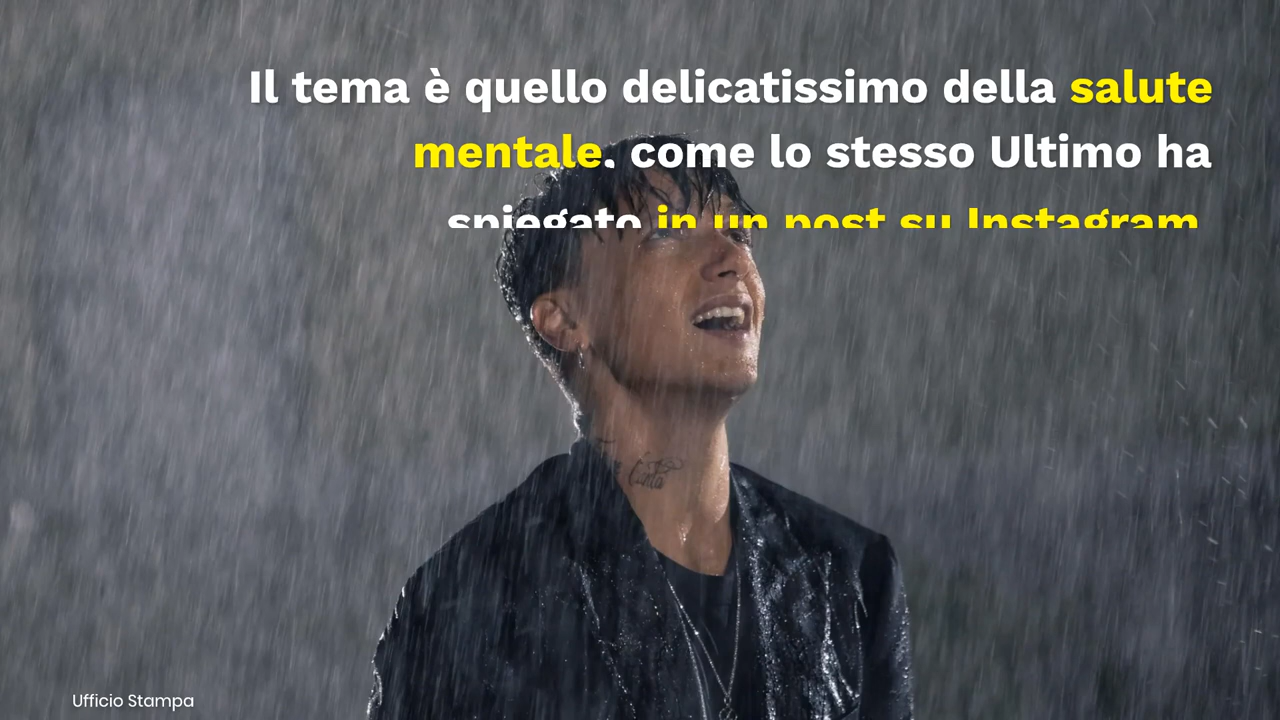 Il tema è quello delicatissimo della salute
mentale, come lo stesso Ultimo ha
spiegato in un post su Instagram
Ufficio Stampa